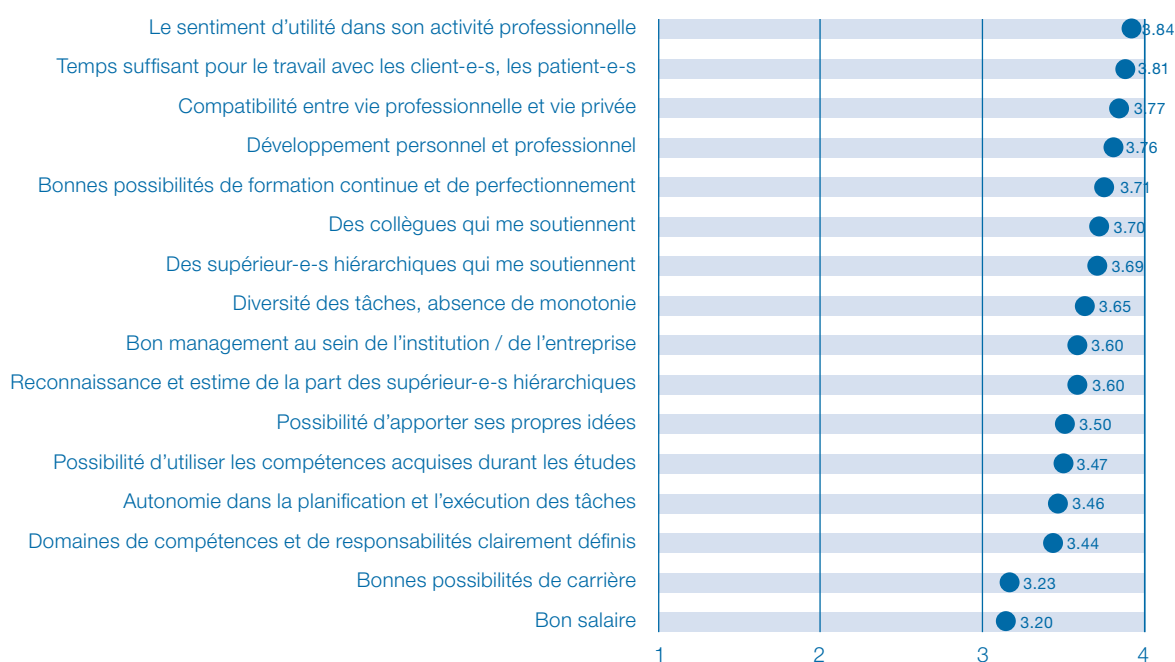 Le sentiment d’utilité dans son activité professionnelle 3.84
Temps suffisant pour le travail avec les client-e-s, les patient-e-s 3.81
Compatibilité entre vie professionnelle et vie privée 3.77
Développement personnel et professionnel 3.76
Bonnes possibilités de formation continue et de perfectionnement 3.71
Des collègues qui me soutiennent 3.70
Des supérieur-e-s hiérarchiques qui me soutiennent 3.69
Diversité des tâches, absence de monotonie 3.65
Bon management au sein de l’institution / de l’entreprise 3.60
Reconnaissance et estime de la part des supérieur-e-s hiérarchiques 3.60
Possibilité d’apporter ses propres idées 3.50
Possibilité d’utiliser les compétences acquises durant les études 3.47
Autonomie dans la planification et l’exécution des tâches 3.46
Domaines de compétences et de responsabilités clairement définis 3.44
Bonnes possibilités de carrière 3.23
Bon salaire 3.20
1 2 3 4